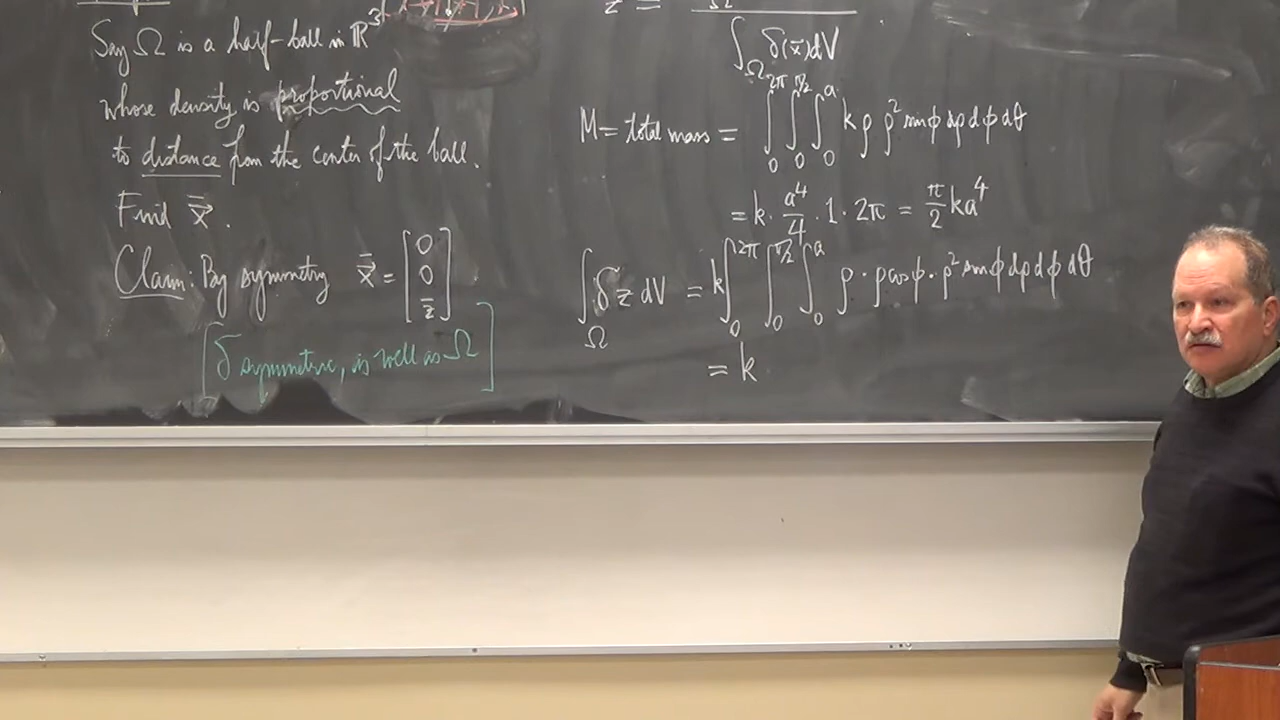 Say Ω is a half-ball in ℝ³
whose density is proportional
to distance from the center of the ball.
Find x̄.
Claim: By symmetry x̄ = [0 0 z̄].
[δ symmetric, as well as Ω]
z̄ = Ω
∫_Ω δ(x)dV .
M = total mass = ∫₀^{2π} ∫₀^{π/2} ∫₀^a kρ ρ² sinφ dρ dφ dθ
= k · a⁴/4 · 1 · 2π = π/2 ka⁴
∫_Ω δ z dV = k∫₀^{2π} ∫₀^{π/2} ∫₀^a ρ · ρcosφ · ρ² sinφ dρ dφ dθ
= k